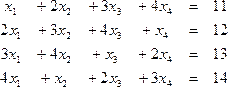 x₁ + 2x₂ + 3x₃ + 4x₄ = 11
2x₁ + 3x₂ + 4x₃ + x₄ = 12
3x₁ + 4x₂ + x₃ + 2x₄ = 13
4x₁ + x₂ + 2x₃ + 3x₄ = 14